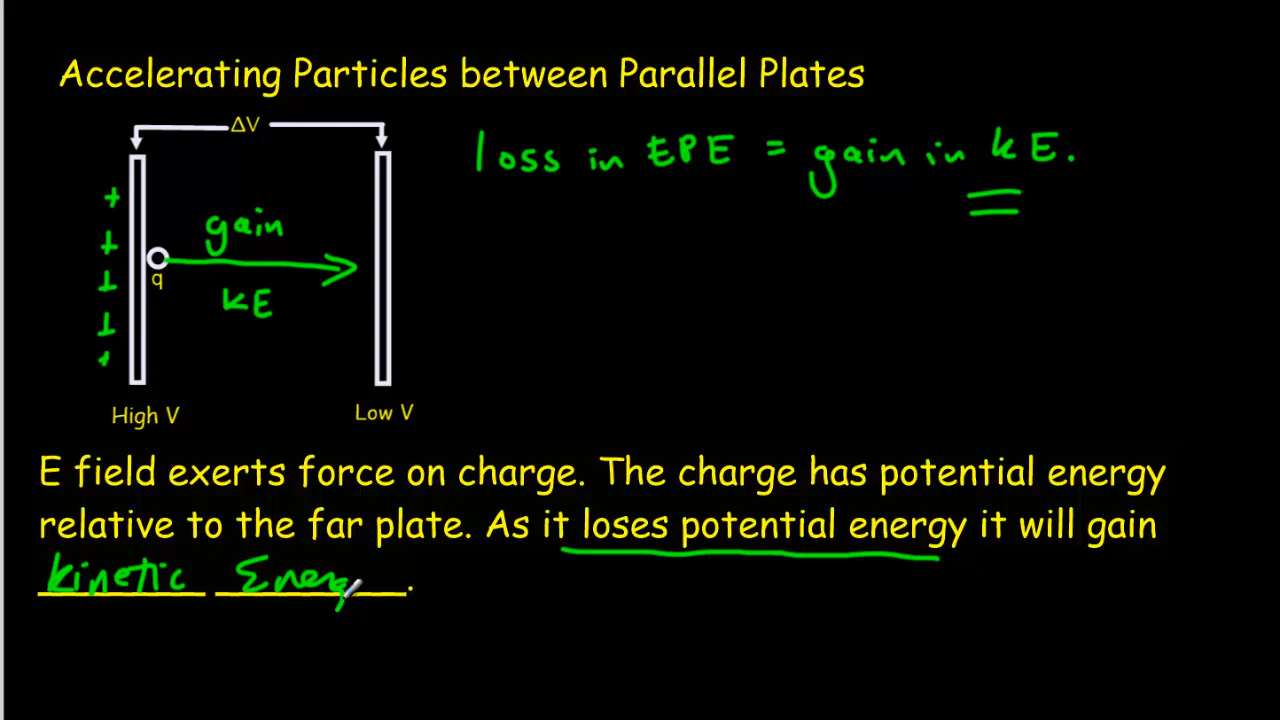 Accelerating Particles between Parallel Plates
ΔV
loss in EPE = gain in KE.
+
gain
+
q
+
KE
+
+
High V
Low V
E field exerts force on charge. The charge has potential energy
relative to the far plate. As it loses potential energy it will gain
kinetic Energy.